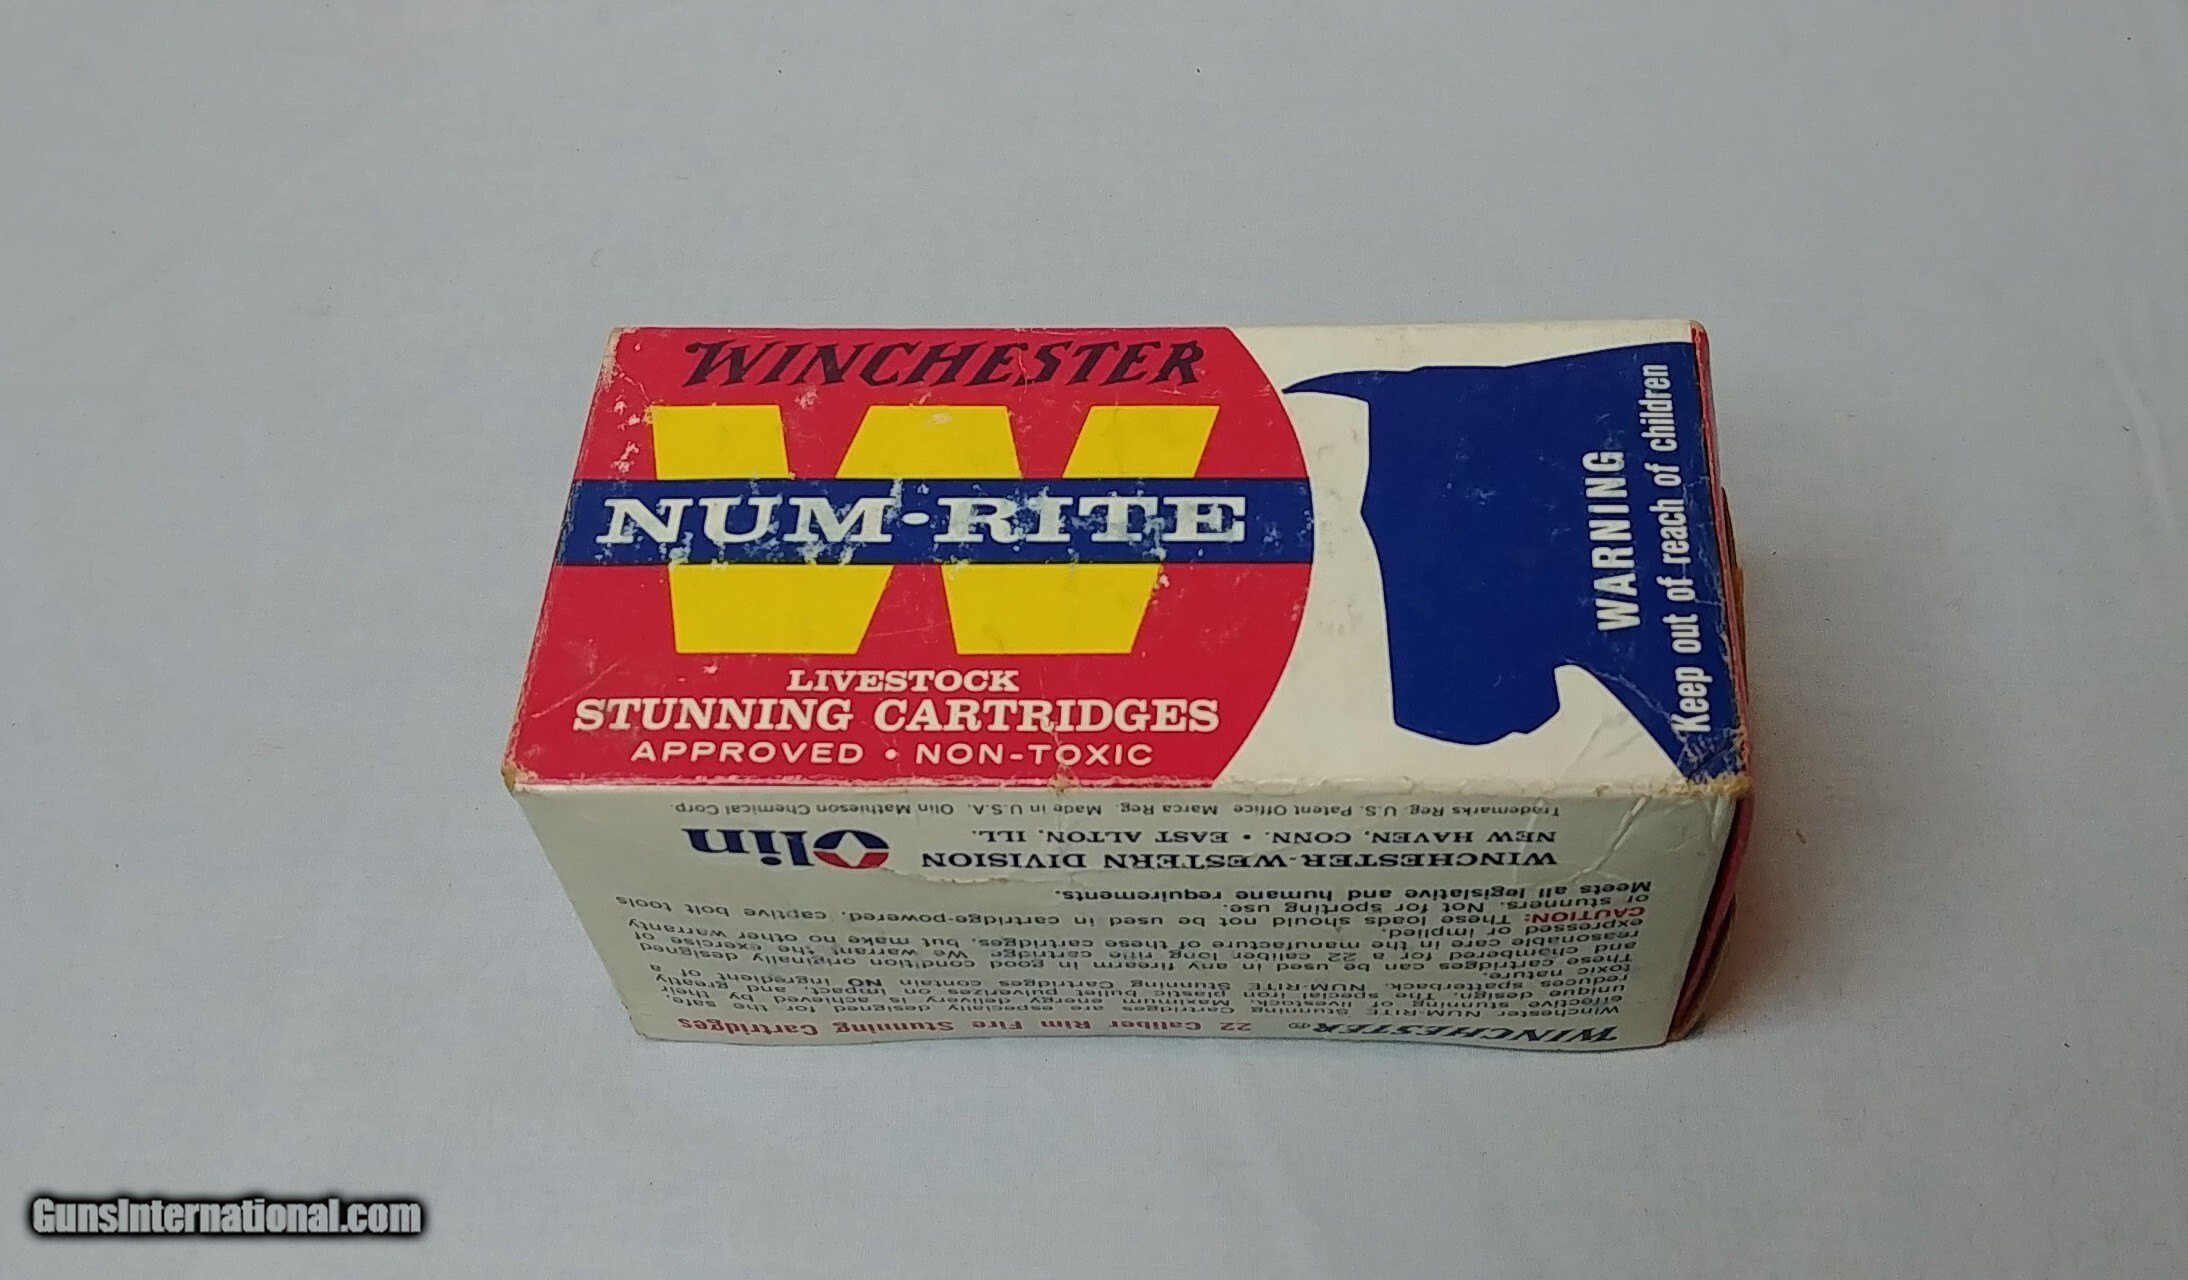 WINCHESTER
NUM·RITE
LIVESTOCK
STUNNING CARTRIDGES
APPROVED • NON-TOXIC
WARNING
Keep out of reach of children
WINCHESTER® 22 Caliber Rim Fire Stunning Cartridges
Winchester NUM-RITE Stunning Cartridges are especially designed for the safe,
effective stunning of livestock. Maximum energy delivery is achieved by their
unique design. The special iron plastic bullet pulverizes on impact, and greatly
reduces spatterback. NUM-RITE Stunning Cartridges contain NO ingredient of a
toxic nature.
These cartridges can be used in any firearm in good condition originally designed
and chambered for a 22 caliber long rifle cartridge. We warrant the exercise of
reasonable care in the manufacture of these cartridges, but make no other warranty
expressed or implied.
CAUTION: These loads should not be used in cartridge-powered, captive bolt tools
or stunners. Not for sporting use.
Meets all legislative and humane requirements.
WINCHESTER-WESTERN DIVISION Olin
NEW HAVEN, CONN. • EAST ALTON, ILL.
Trademarks Reg. U.S. Patent Office Marca Reg. Made in U.S.A. Olin Mathieson Chemical Corp.
GunsInternational.com